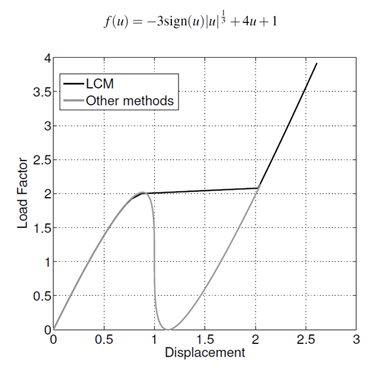 f(u) = −3sign(u)|u|^{1/3} + 4u + 1
4
3.5
3
2.5
2
1.5
1
0.5
0
Load Factor
LCM
Other methods
0 0.5 1 1.5 2 2.5 3
Displacement